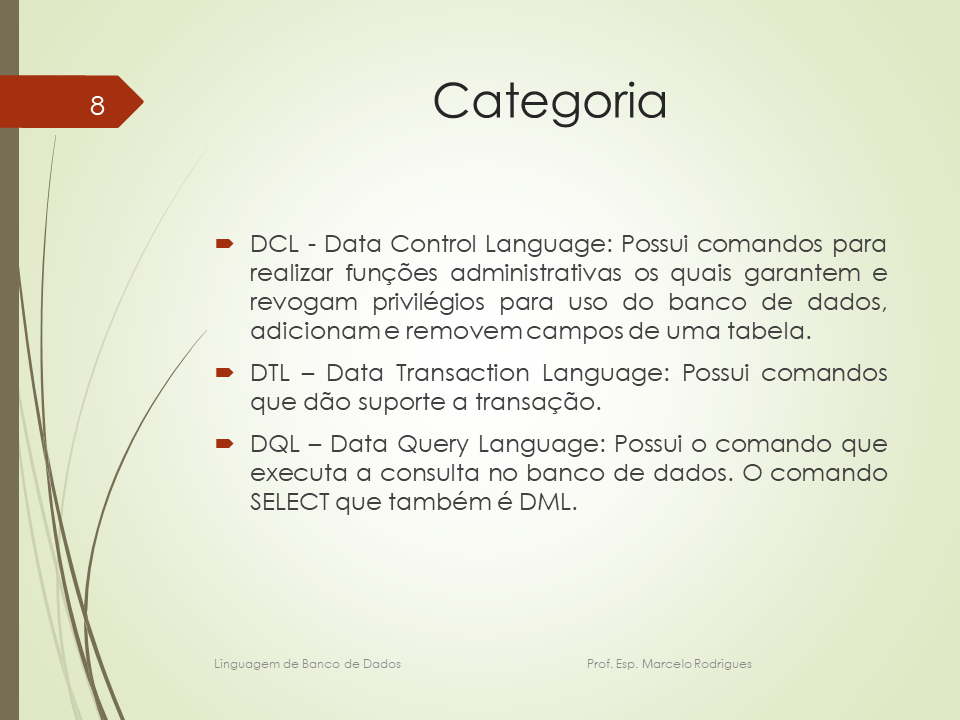 8
Categoria
DCL - Data Control Language: Possui comandos para
realizar funções administrativas os quais garantem e
revogam privilégios para uso do banco de dados,
adicionam e removem campos de uma tabela.
DTL – Data Transaction Language: Possui comandos
que dão suporte a transação.
DQL – Data Query Language: Possui o comando que
executa a consulta no banco de dados. O comando
SELECT que também é DML.
Linguagem de Banco de Dados Prof. Esp. Marcelo Rodrigues